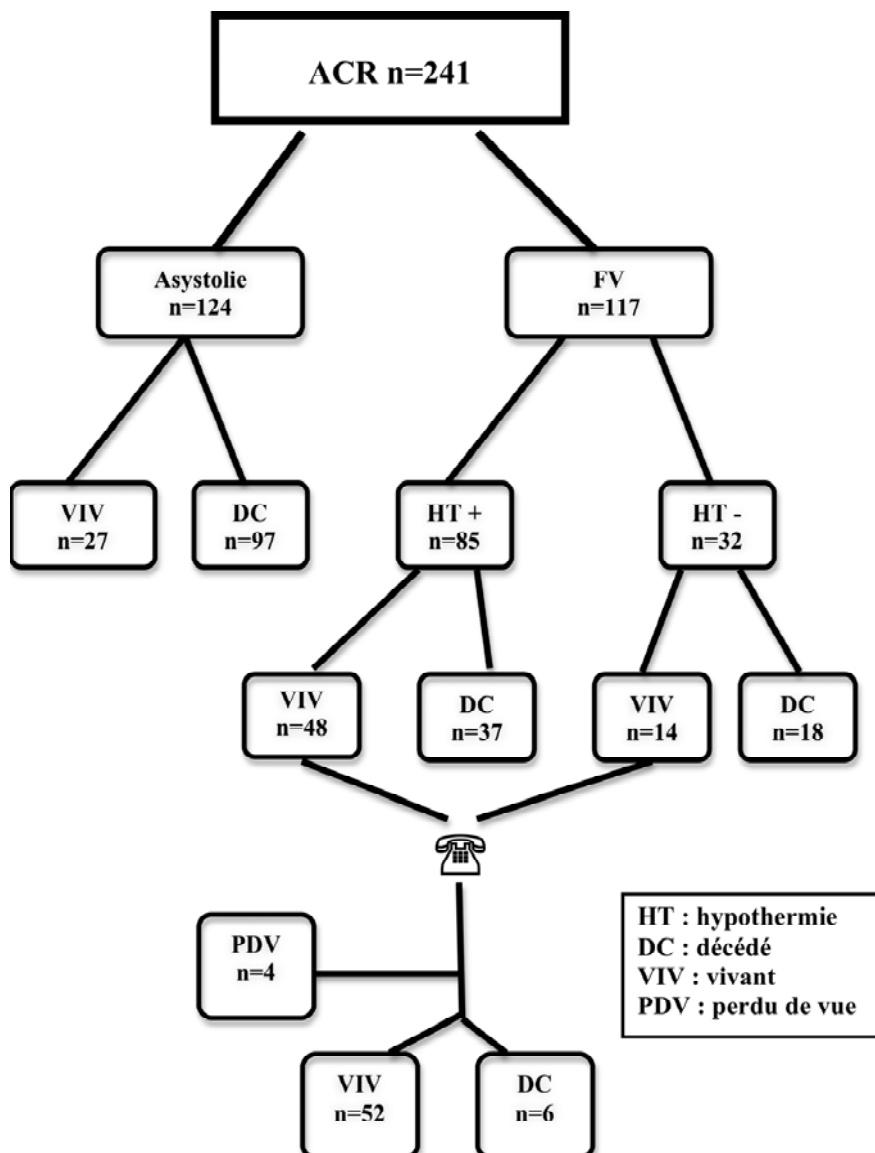 ACR n=241
Asystolie
n=124
FV
n=117
VIV
n=27
DC
n=97
HT +
n=85
HT -
n=32
VIV
n=48
DC
n=37
VIV
n=14
DC
n=18
PDV
n=4
HT : hypothermie
DC : décédé
VIV : vivant
PDV : perdu de vue
VIV
n=52
DC
n=6